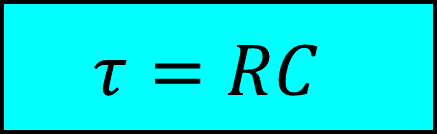 τ = RC